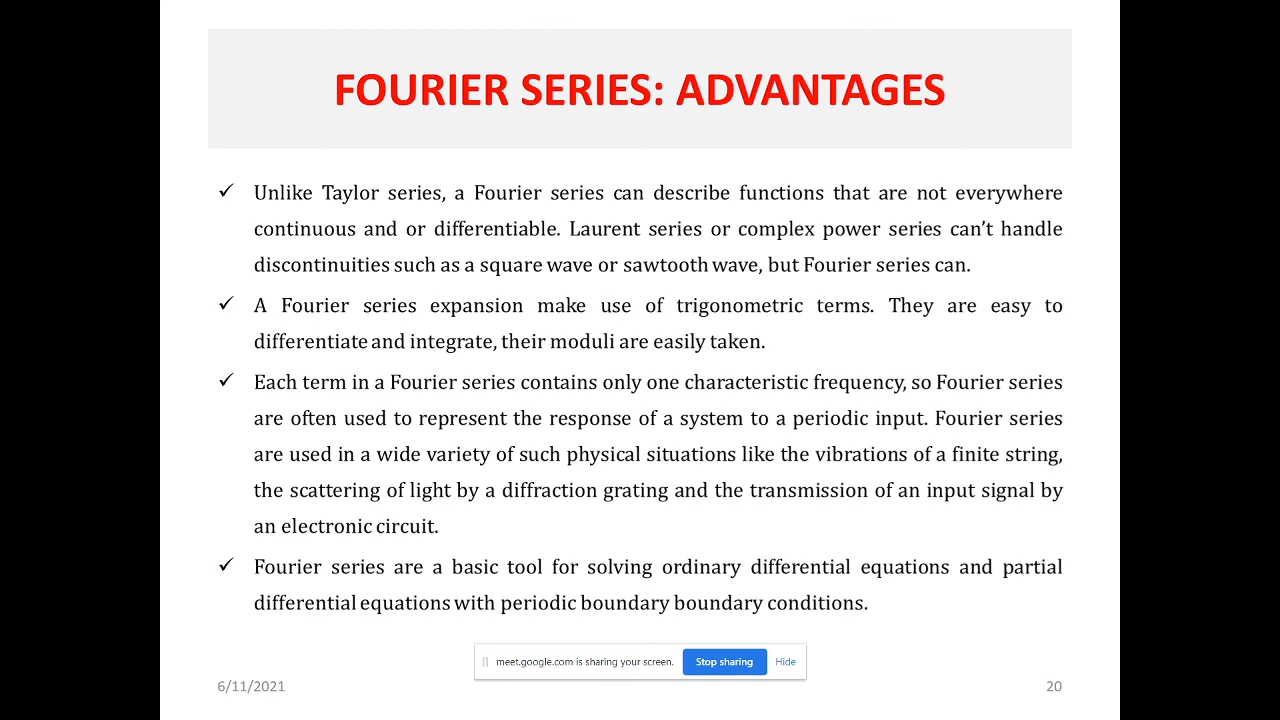 FOURIER SERIES: ADVANTAGES
✓ Unlike Taylor series, a Fourier series can describe functions that are not everywhere
continuous and or differentiable. Laurent series or complex power series can’t handle
discontinuities such as a square wave or sawtooth wave, but Fourier series can.
✓ A Fourier series expansion make use of trigonometric terms. They are easy to
differentiate and integrate, their moduli are easily taken.
✓ Each term in a Fourier series contains only one characteristic frequency, so Fourier series
are often used to represent the response of a system to a periodic input. Fourier series
are used in a wide variety of such physical situations like the vibrations of a finite string,
the scattering of light by a diffraction grating and the transmission of an input signal by
an electronic circuit.
✓ Fourier series are a basic tool for solving ordinary differential equations and partial
differential equations with periodic boundary boundary conditions.
meet.google.com is sharing your screen. Stop sharing Hide
6/11/2021 20